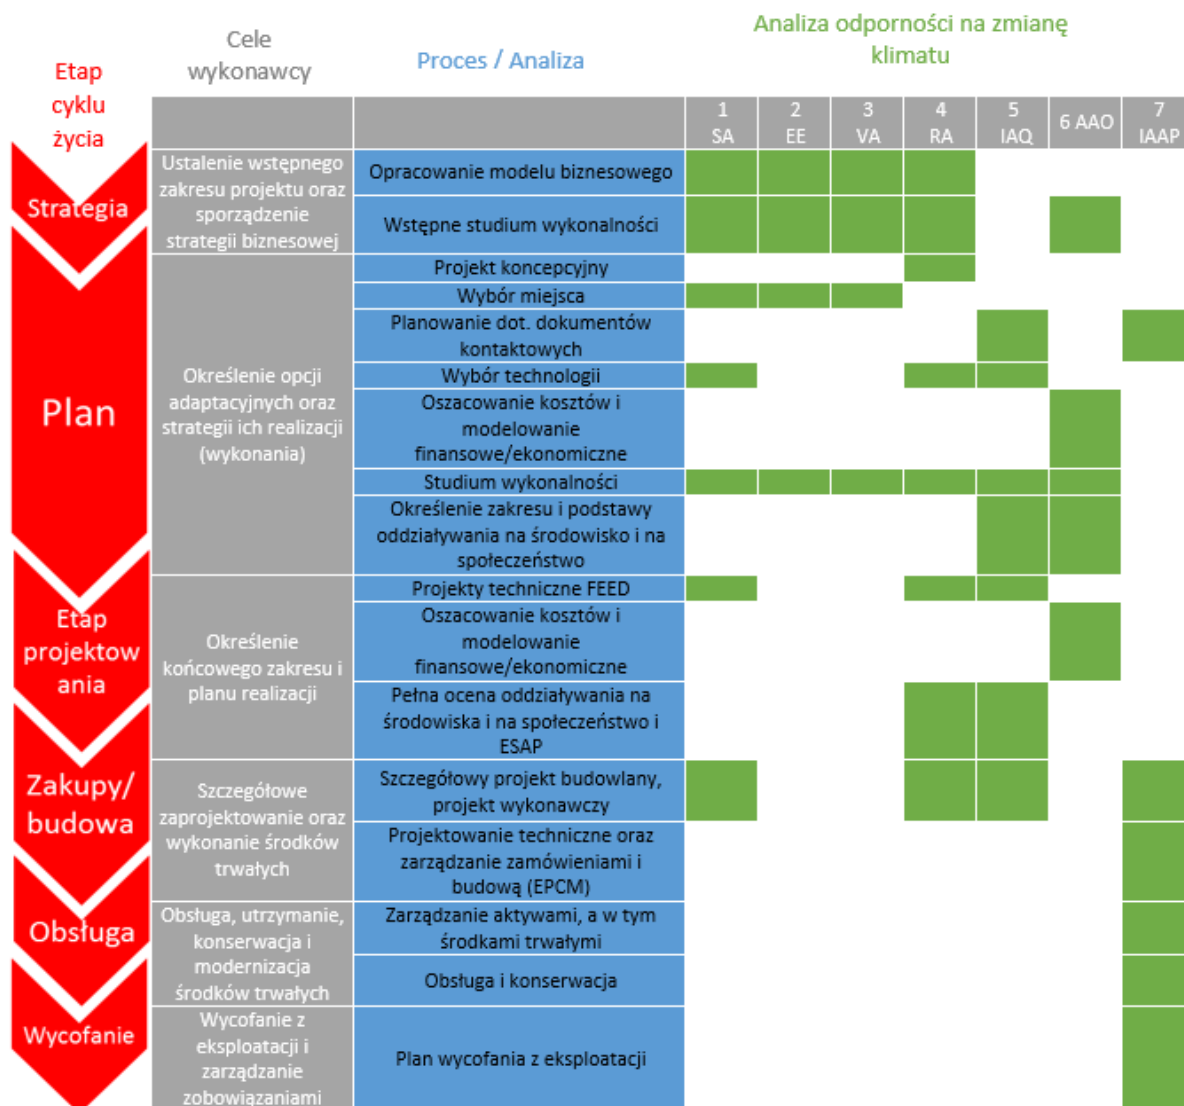 Etap
cyklu
życia
Cele
wykonawcy
Proces / Analiza
Analiza odporności na zmianę
klimatu
1
SA
2
EE
3
VA
4
RA
5
IAQ
6 AAO
7
IAAP
Strategia
Ustalenie wstępnego
zakresu projektu oraz
sporządzenie
strategii biznesowej
Opracowanie modelu biznesowego
Wstępne studium wykonalności
Plan
Określenie opcji
adaptacyjnych oraz
strategii ich realizacji
(wykonania)
Projekt koncepcyjny
Wybór miejsca
Planowanie dot. dokumentów
kontaktowych
Wybór technologii
Oszacowanie kosztów i
modelowanie
finansowe/ekonomiczne
Studium wykonalności
Określenie zakresu i podstawy
oddziaływania na środowisko i na
społeczeństwo
Etap
projektow
ania
Określenie
końcowego zakresu i
planu realizacji
Projekty techniczne FEED
Oszacowanie kosztów i
modelowanie
finansowe/ekonomiczne
Pełna ocena oddziaływania na
środowiska i na społeczeństwo i
ESAP
Zakupy/
budowa
Szczegółowe
zaprojektowanie oraz
wykonanie środków
trwałych
Szczegółowy projekt budowlany,
projekt wykonawczy
Projektowanie techniczne oraz
zarządzanie zamówieniami i
budową (EPCM)
Obsługa
Obsługa, utrzymanie,
konserwacja i
modernizacja
środków trwałych
Zarządzanie aktywami, a w tym
środkami trwałymi
Obsługa i konserwacja
Wycofanie
Wycofanie z
eksploatacji i
zarządzanie
zobowiązaniami
Plan wycofania z eksploatacji